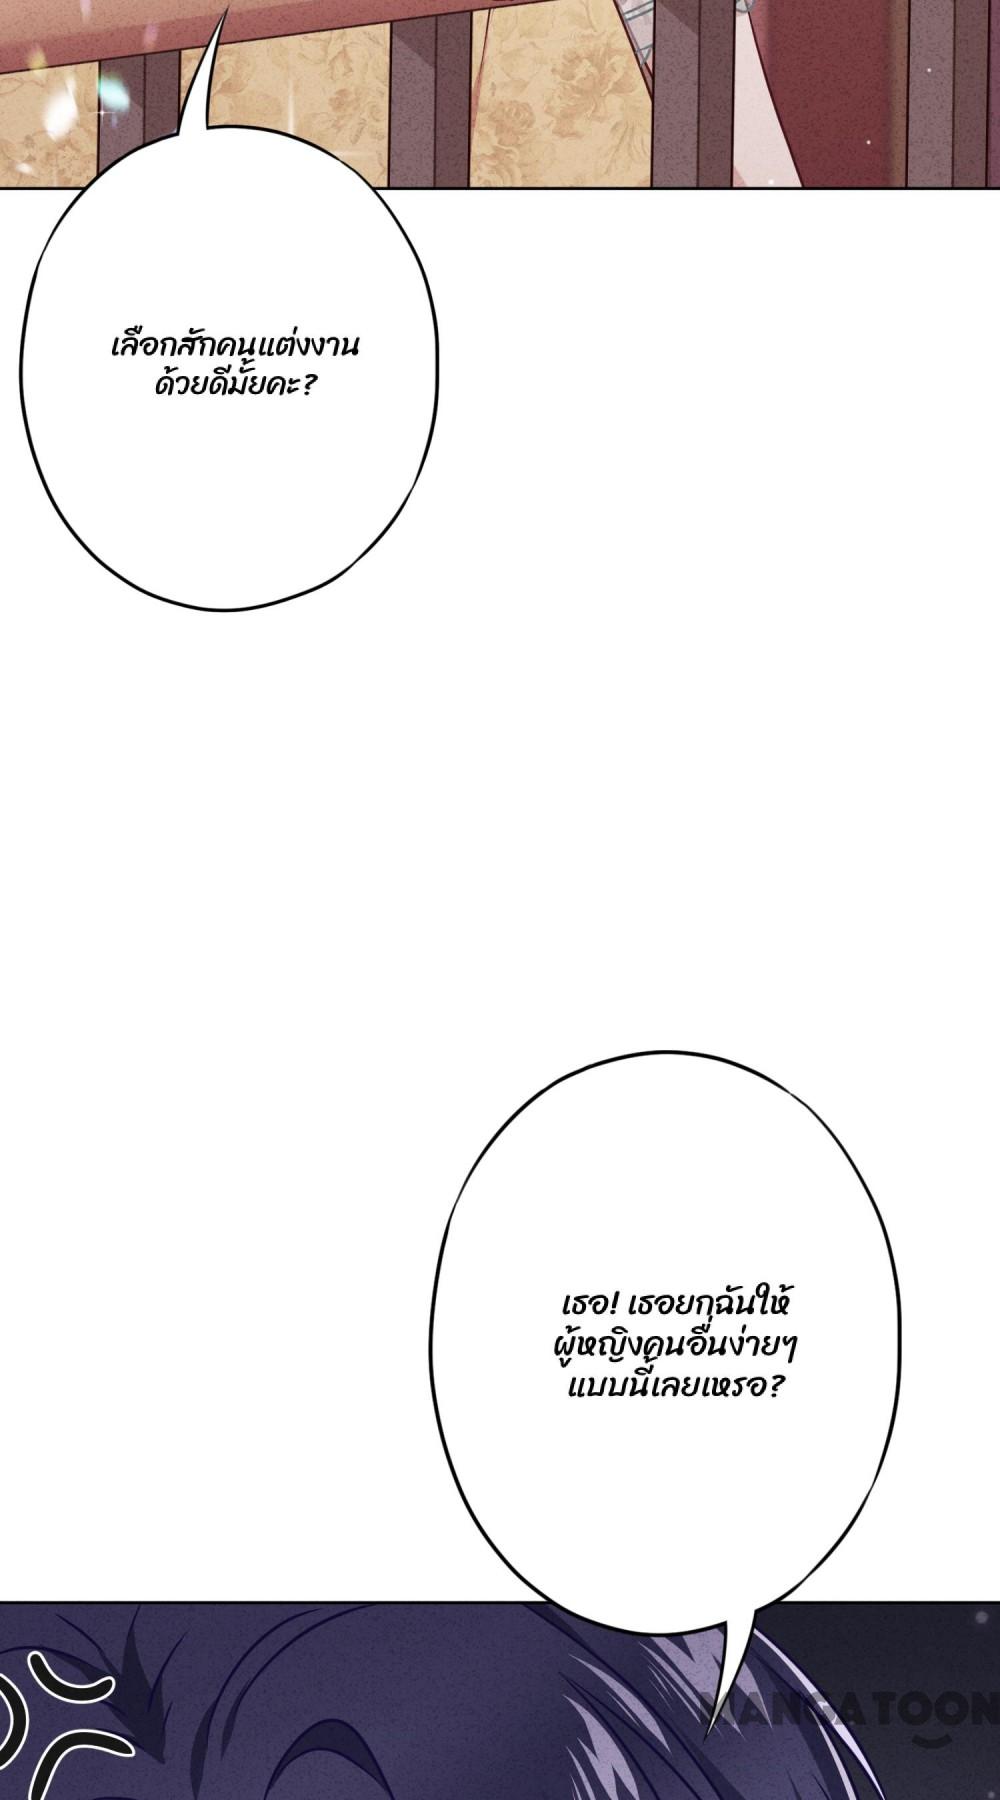 เลือกสักคนแต่งงาน
ด้วยดีมั้ยคะ?
เธอ! เธอยกฉันให้
ผู้หญิงคนอื่นง่ายๆ
แบบนี้เลยเหรอ?
MANGATOON